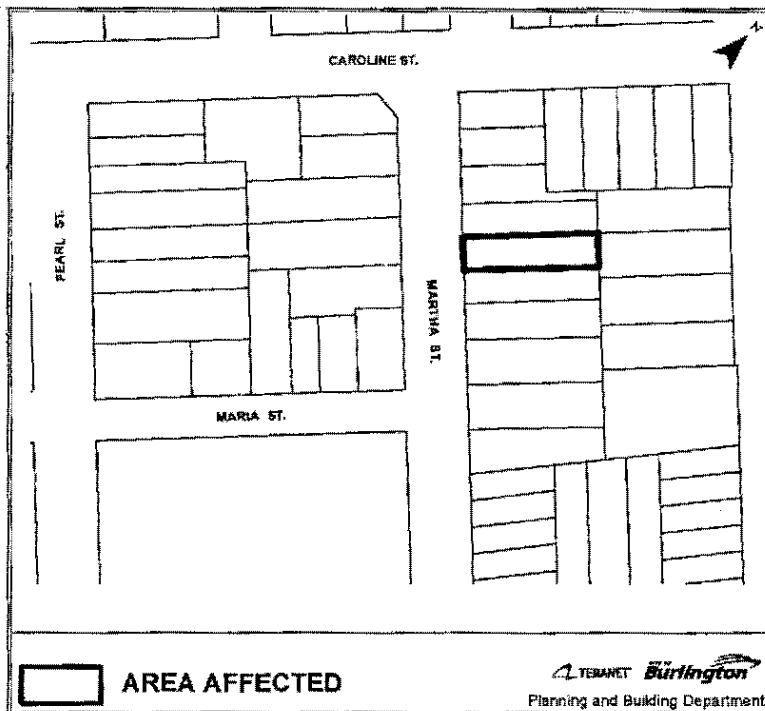 N
CAROLINE ST.
PEARL ST.
MARTHA ST.
MARIA ST.
AREA AFFECTED
TERANET
Burlington
Planning and Building Department